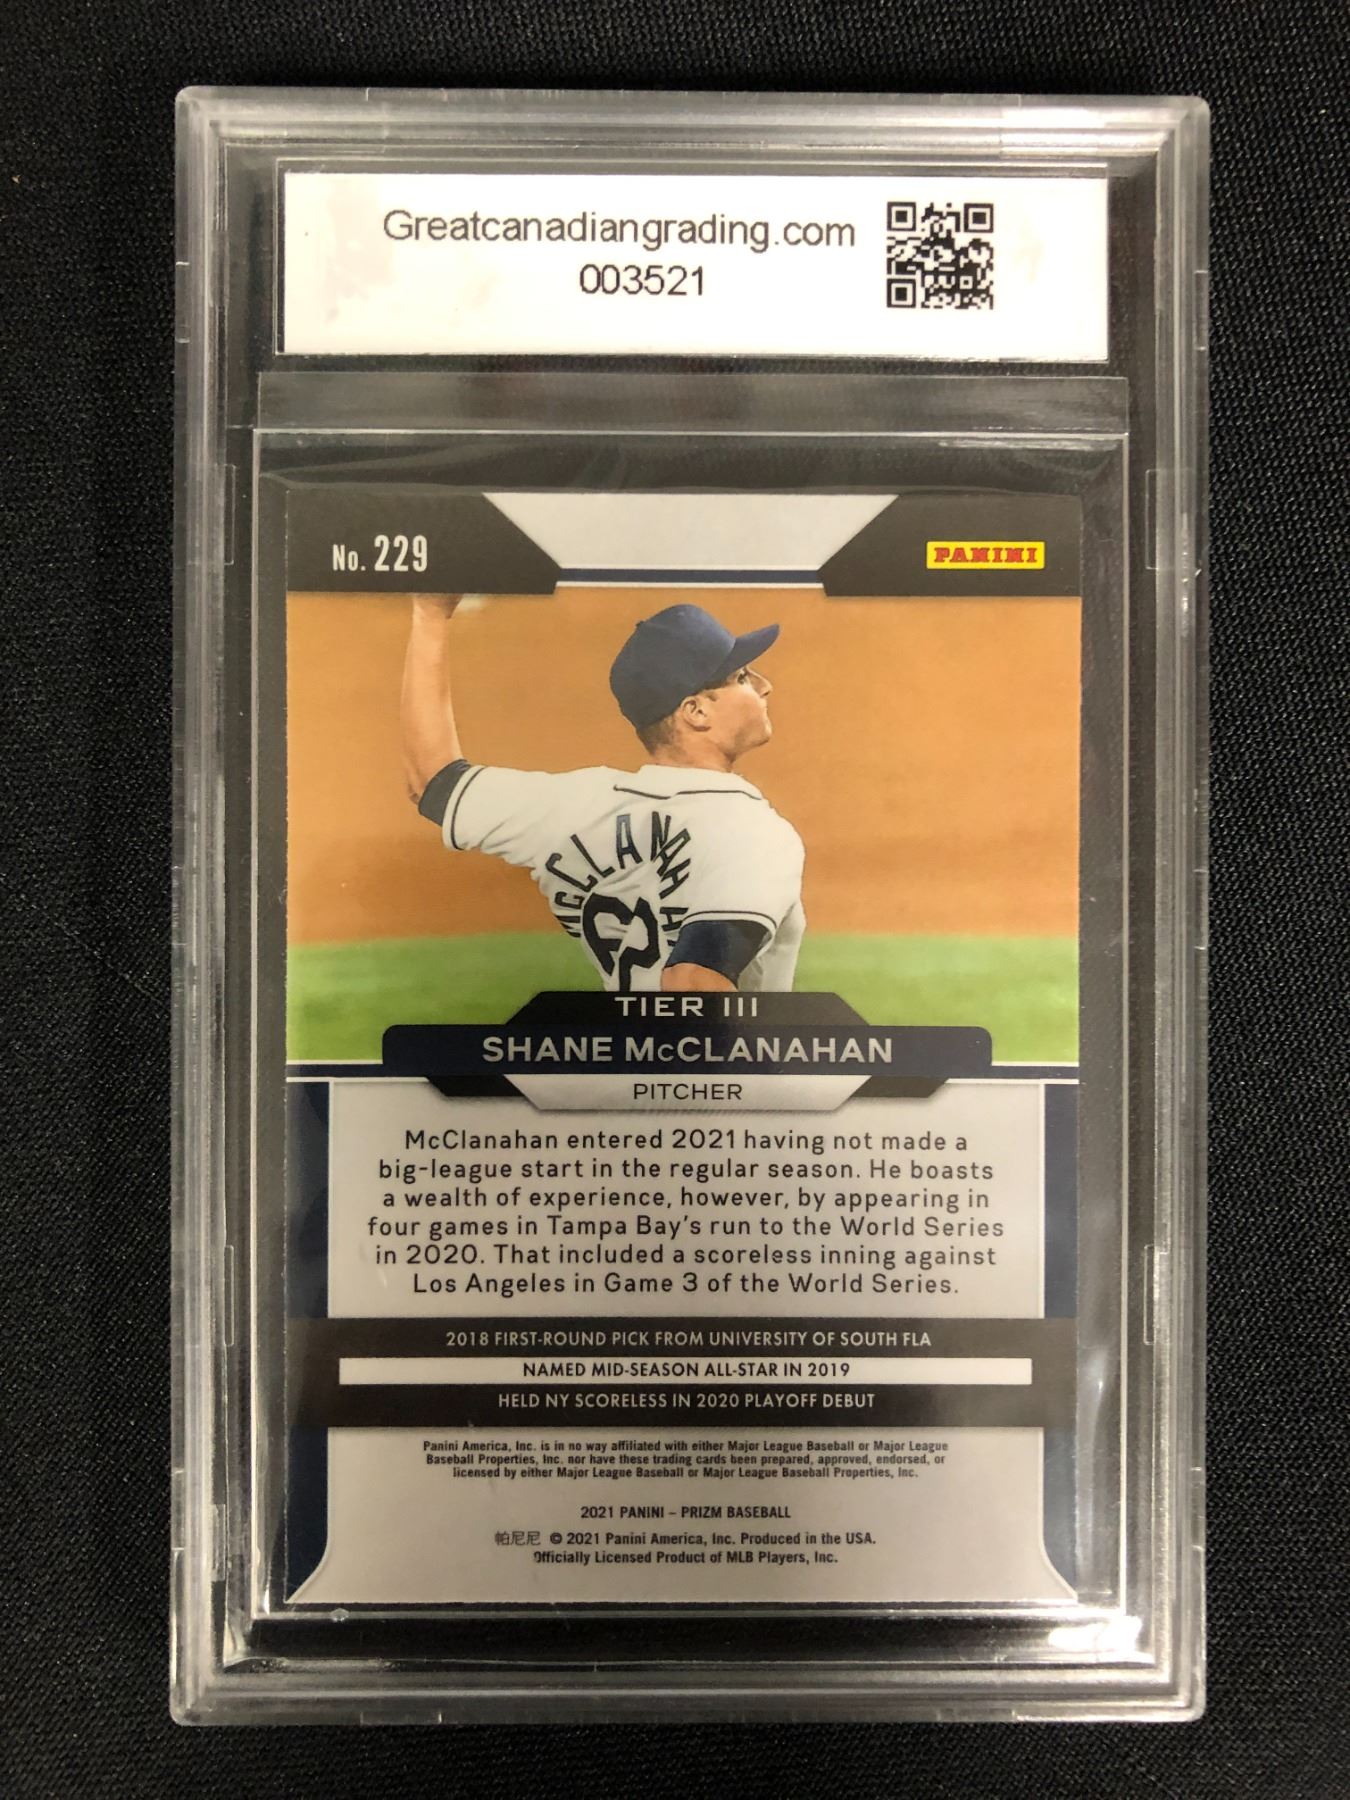 Greatcanadiangrading.com
003521
No. 229
PANINI
McCLANAHAN
TIER III
SHANE McCLANAHAN
PITCHER
McClanahan entered 2021 having not made a
big-league start in the regular season. He boasts
a wealth of experience, however, by appearing in
four games in Tampa Bay's run to the World Series
in 2020. That included a scoreless inning against
Los Angeles in Game 3 of the World Series.
2018 FIRST-ROUND PICK FROM UNIVERSITY OF SOUTH FLA
NAMED MID-SEASON ALL-STAR IN 2019
HELD NY SCORELESS IN 2020 PLAYOFF DEBUT
Panini America, Inc. is in no way affiliated with either Major League Baseball or Major League
Baseball Properties, Inc. nor have these trading cards been prepared, approved, endorsed, or
licensed by either Major League Baseball or Major League Baseball Properties, Inc.
2021 PANINI – PRIZM BASEBALL
帕尼尼 © 2021 Panini America, Inc. Produced in the USA.
Officially Licensed Product of MLB Players, Inc.